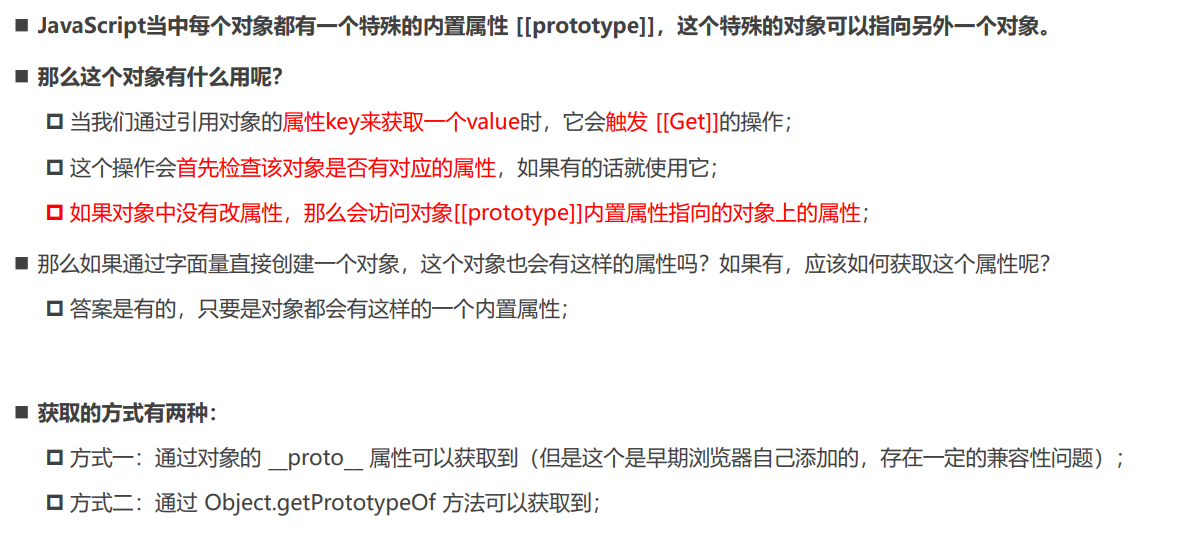 ■ JavaScript当中每个对象都有一个特殊的内置属性 [[prototype]]，这个特殊的对象可以指向另外一个对象。
■ 那么这个对象有什么用呢？
当我们通过引用对象的属性key来获取一个value时，它会触发 [[Get]]的操作；
这个操作会首先检查该对象是否有对应的属性，如果有的话就使用它；
如果对象中没有改属性，那么会访问对象[[prototype]]内置属性指向的对象上的属性；
■ 那么如果通过字面量直接创建一个对象，这个对象也会有这样的属性吗？如果有，应该如何获取这个属性呢？
答案是有的，只要是对象都会有这样的一个内置属性；
■ 获取的方式有两种：
方式一：通过对象的 __proto__ 属性可以获取到（但是这个是早期浏览器自己添加的，存在一定的兼容性问题）；
方式二：通过 Object.getPrototypeOf 方法可以获取到；